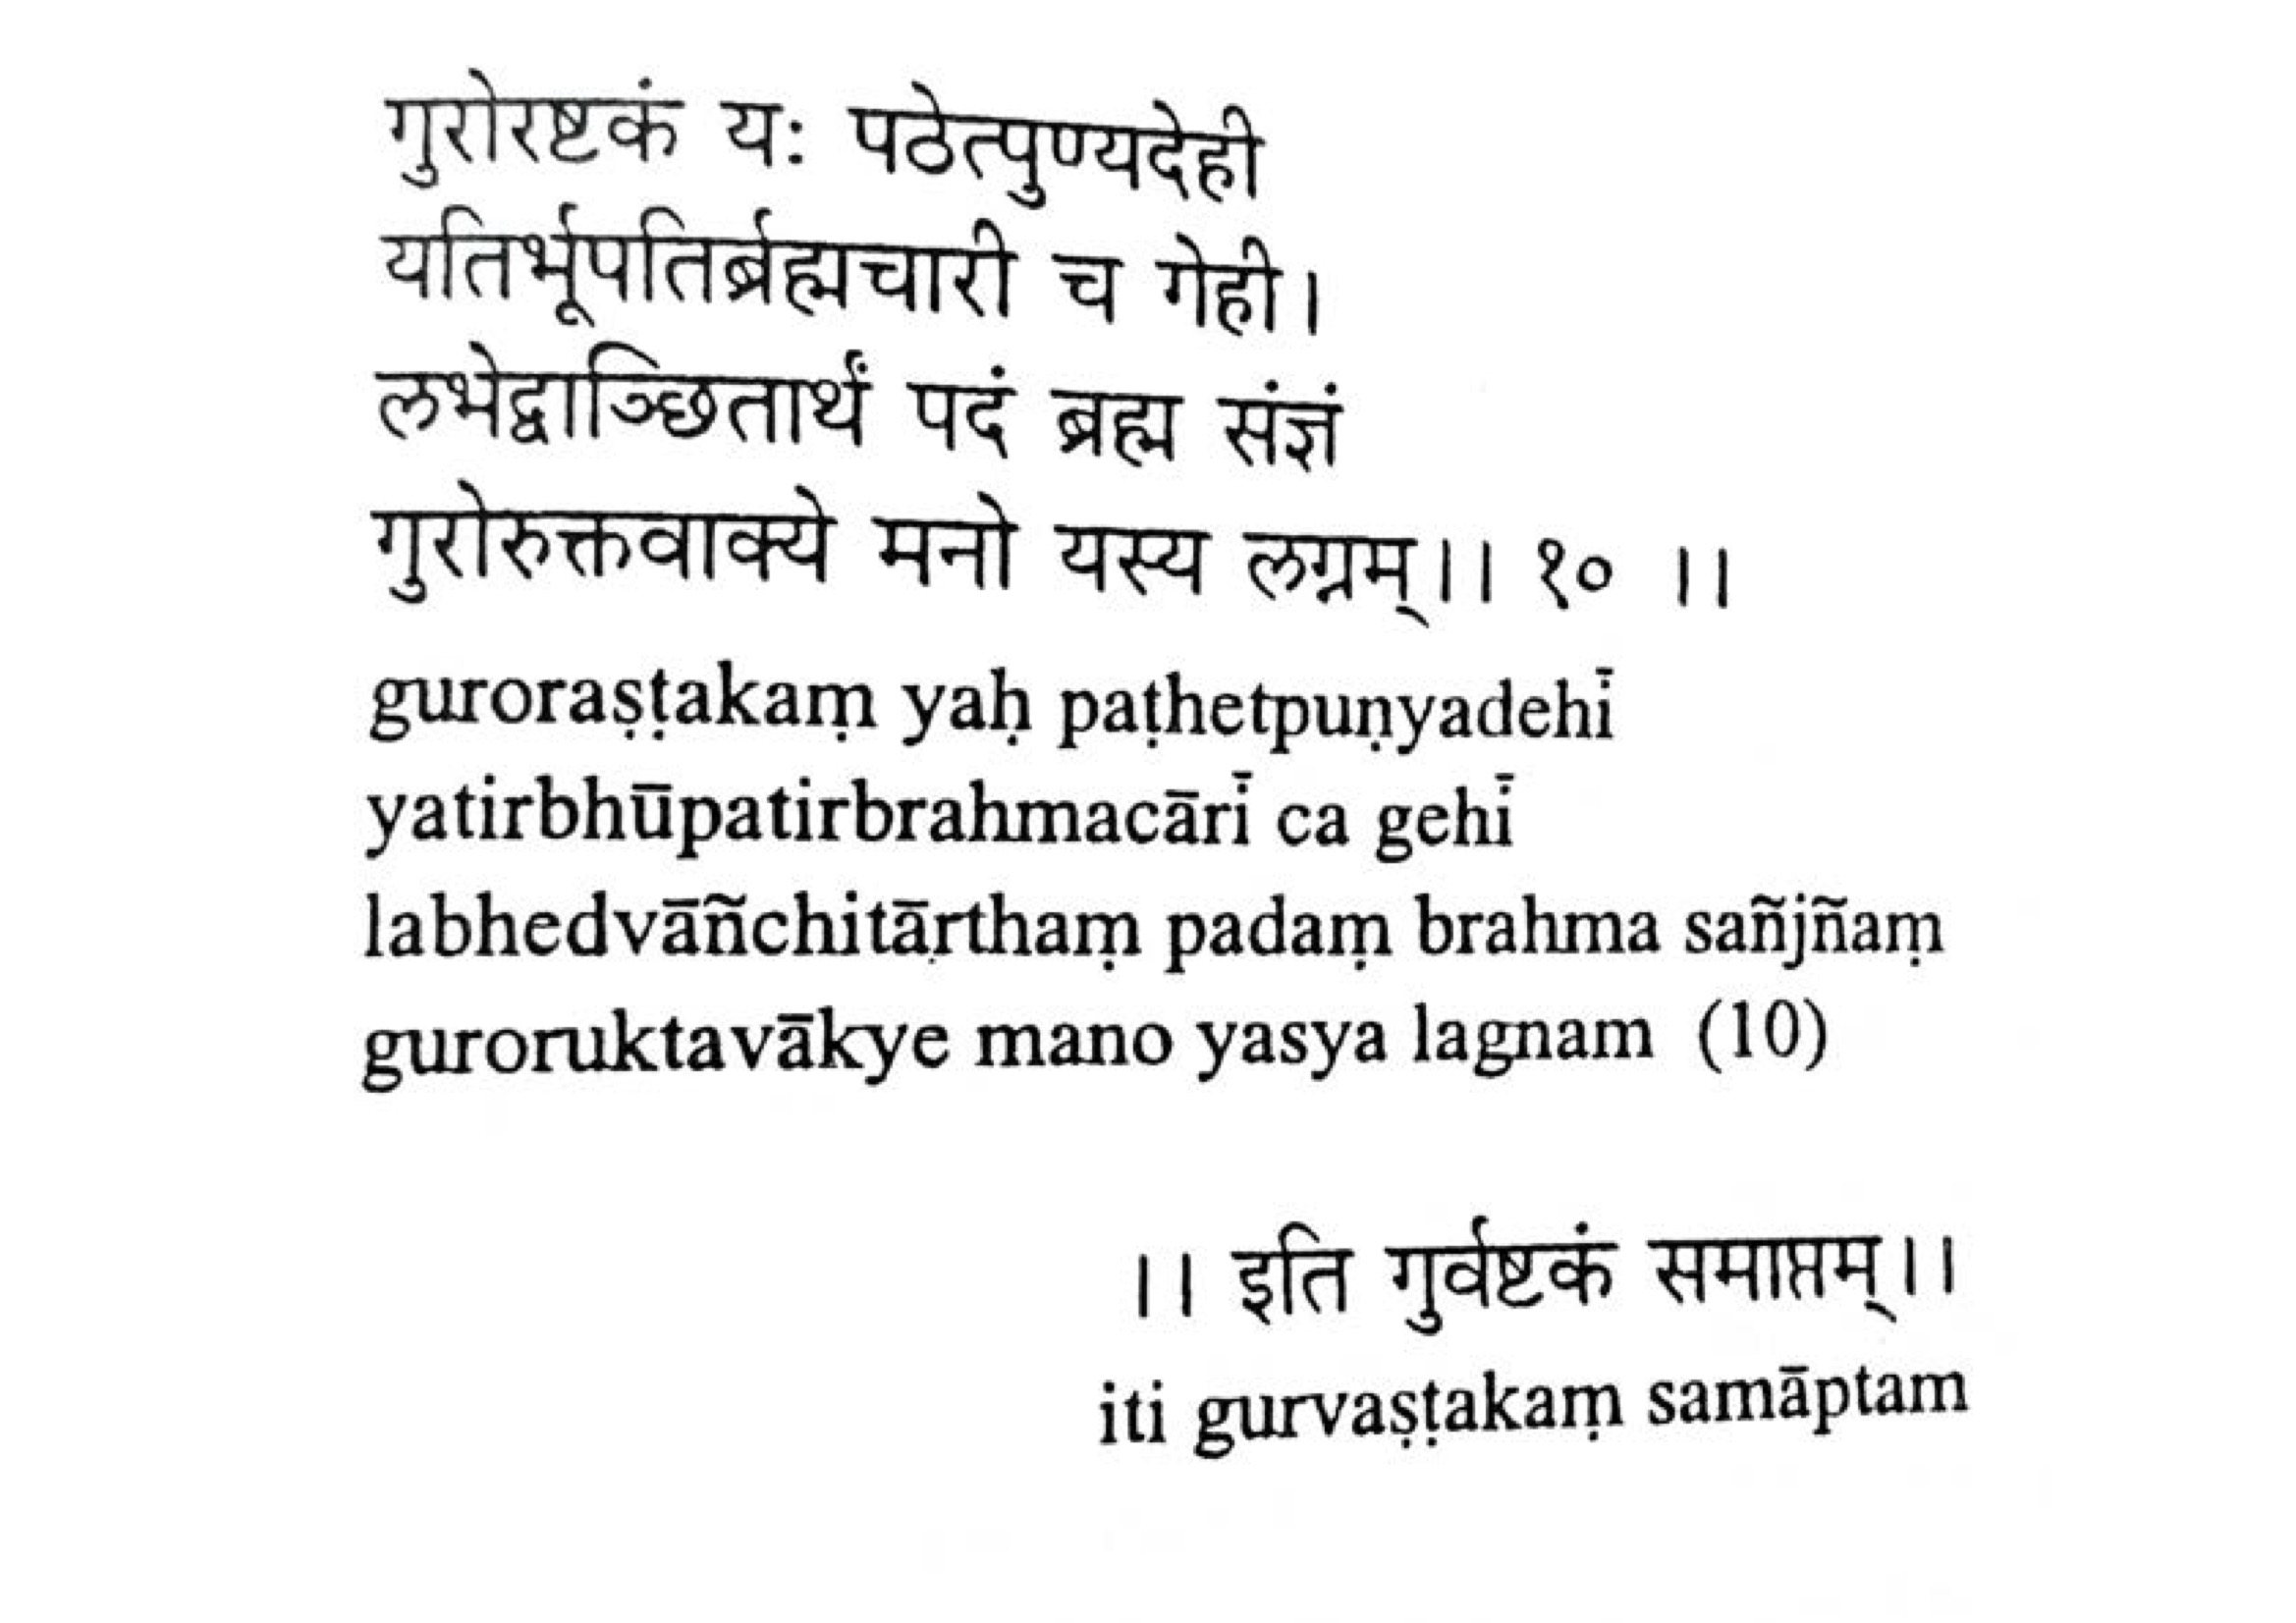 गुरोरष्टकं यः पठेत्पुण्यदेही
यतिर्भूपतिर्ब्रह्मचारी च गेही।
लभेद्वाञ्छितार्थं पदं ब्रह्म संज्ञं
गुरोरुक्तवाक्ये मनो यस्य लग्नम्।। १० ।।
guroraṣṭakaṃ yaḥ paṭhetpuṇyadehī
yatirbhūpatirbrahmacārī ca gehī
labhedvāñchitārthaṃ padaṃ brahma sañjñaṃ
guroruktavākye mano yasya lagnam (10)
।। इति गुर्वष्टकं समाप्तम्।।
iti gurvaṣṭakaṃ samāptam